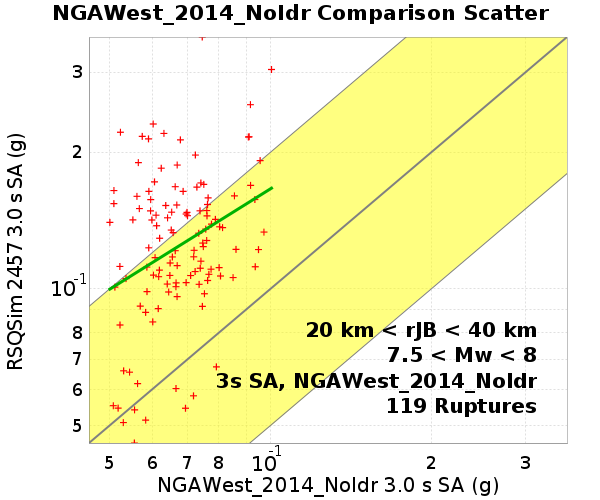 NGAWest_2014_NoIdr Comparison Scatter
RSQSim 2457 3.0 s SA (g)
3
2
10⁻¹
8
7
6
5
20 km < rJB < 40 km
7.5 < Mw < 8
3s SA, NGAWest_2014_NoIdr
119 Ruptures
5 6 7 8 10⁻¹ 2 3
NGAWest_2014_NoIdr 3.0 s SA (g)